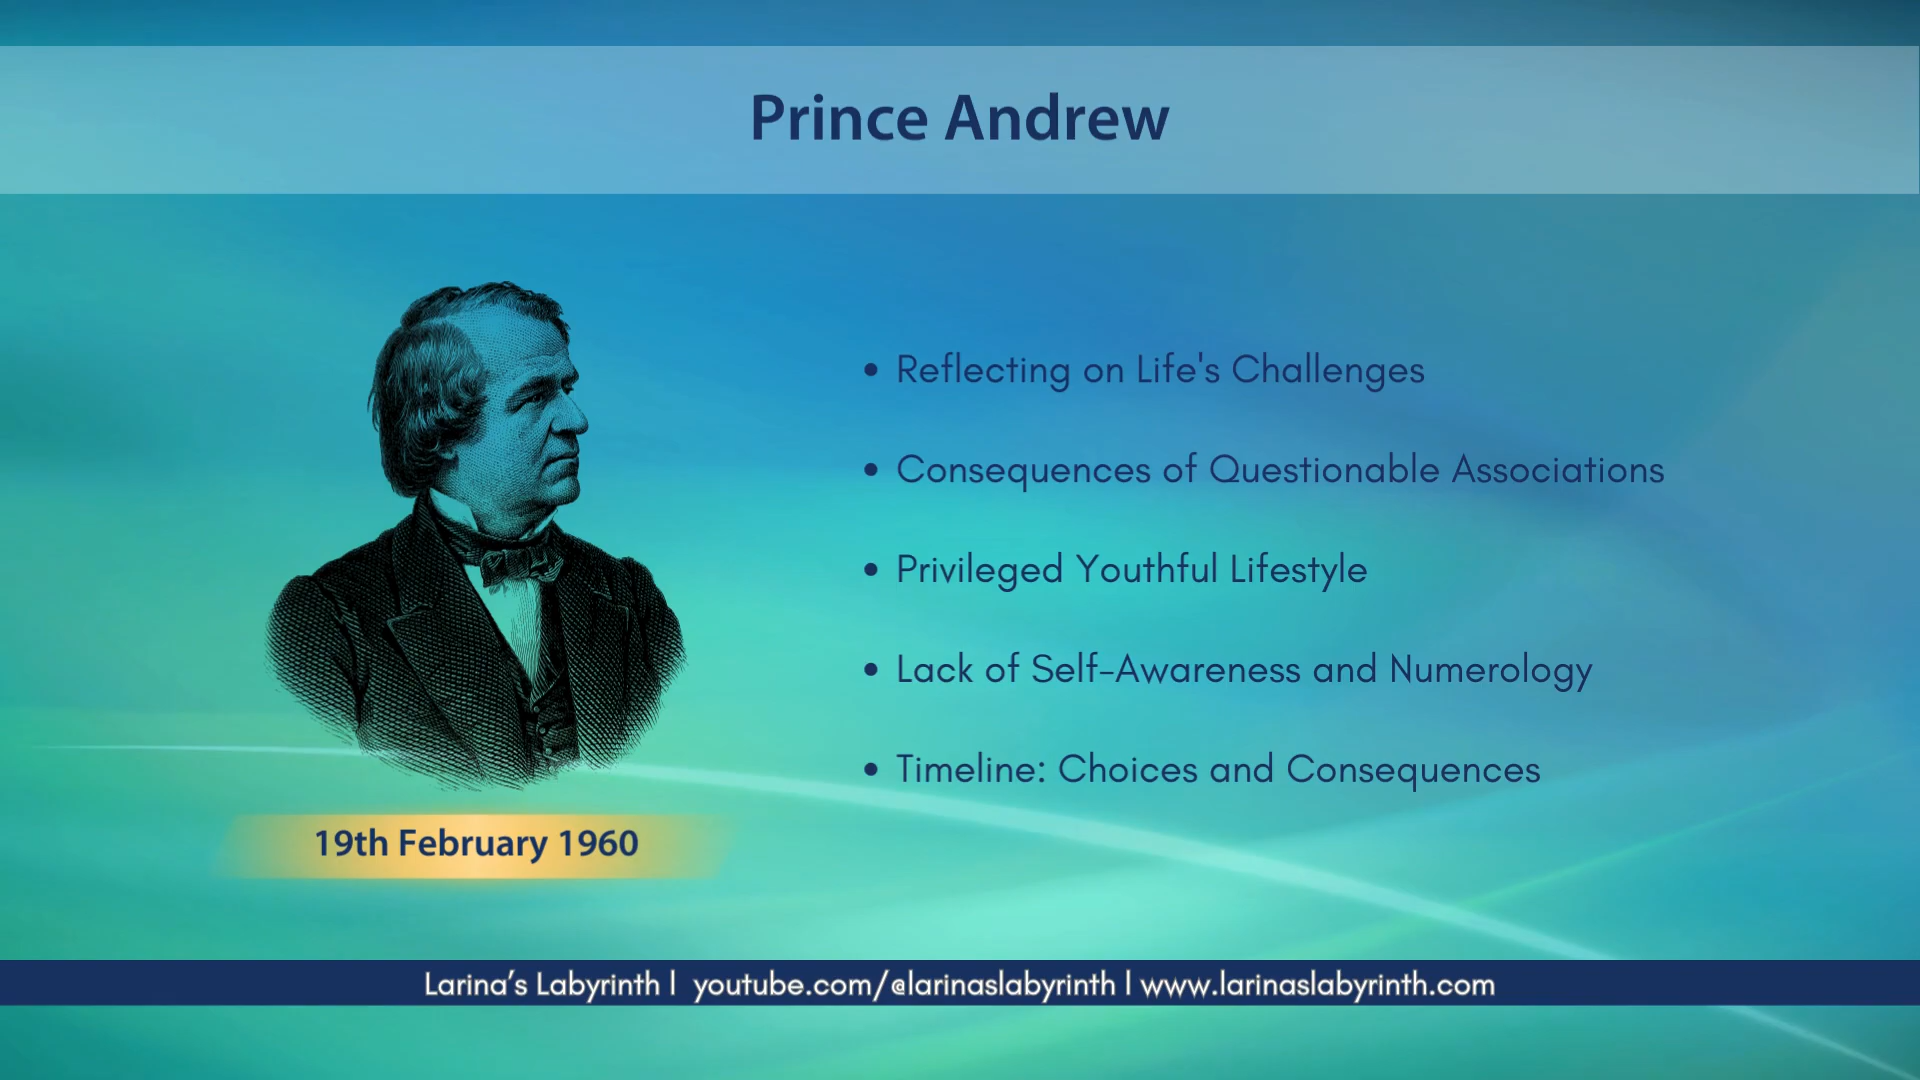 Prince Andrew
• Reflecting on Life's Challenges
• Consequences of Questionable Associations
• Privileged Youthful Lifestyle
• Lack of Self-Awareness and Numerology
• Timeline: Choices and Consequences
19th February 1960
Larina’s Labyrinth | youtube.com/@larinaslabyrinth | www.larinaslabyrinth.com